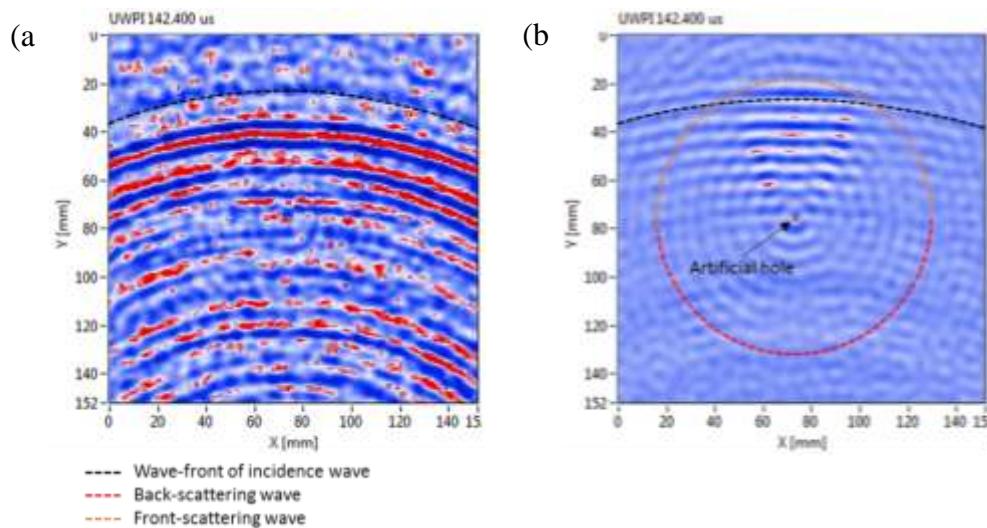 (a
UWPI 142.400 us
0
20
40
60
80
100
120
140
152
Y [mm]
0 20 40 60 80 100 120 140 15
X [mm]
(b)
UWPI 142.400 us
0
20
40
60
80
100
120
140
152
Y [mm]
Artificial hole
0 20 40 60 80 100 120 140 15
X [mm]
Wave-front of incidence wave
Back-scattering wave
Front-scattering wave